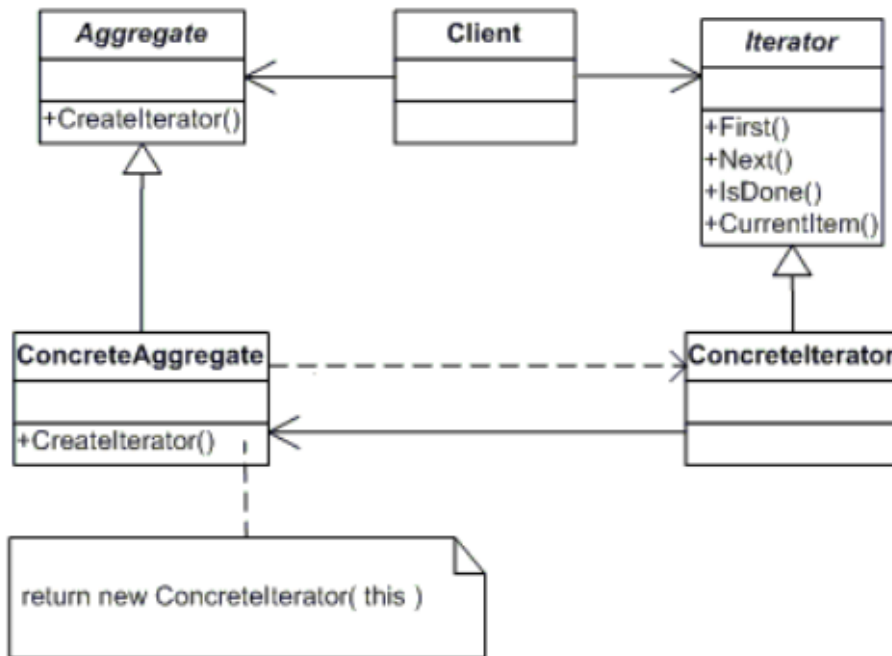 Aggregate
+CreateIterator()
Client
Iterator
+First()
+Next()
+IsDone()
+CurrentItem()
ConcreteAggregate
+CreateIterator()
ConcreteIterator
return new ConcreteIterator( this )